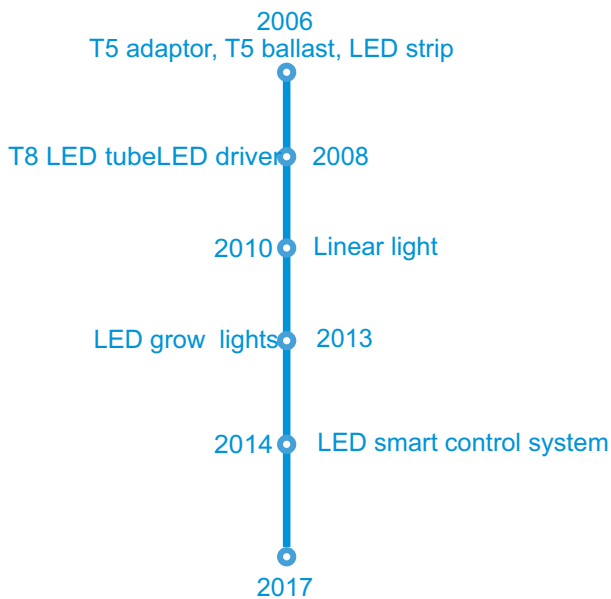 2006
T5 adaptor, T5 ballast, LED strip
T8 LED tubeLED driver 2008
2010 Linear light
LED grow lights 2013
2014 LED smart control system
2017